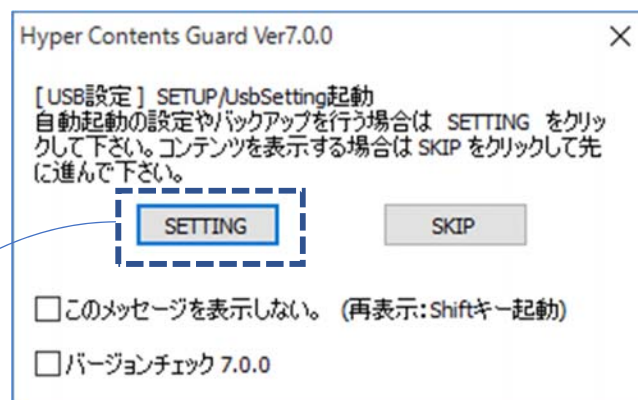 Hyper Contents Guard Ver7.0.0
[ USB設定 ] SETUP/UsbSetting起動
自動起動の設定やバックアップを行う場合は SETTING をクリッ
クして下さい。コンテンツを表示する場合は SKIP をクリックして先
に進んで下さい。
SETTING SKIP
このメッセージを表示しない。 (再表示:Shiftキー起動)
バージョンチェック 7.0.0